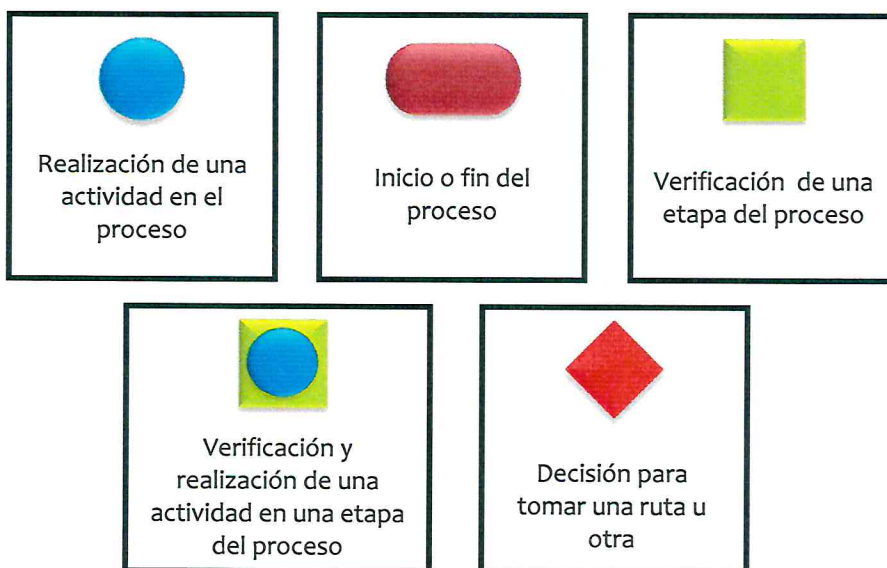 Realización de una
actividad en el
proceso
Inicio o fin del
proceso
Verificación de una
etapa del proceso
Verificación y
realización de una
actividad en una etapa
del proceso
Decisión para
tomar una ruta u
otra